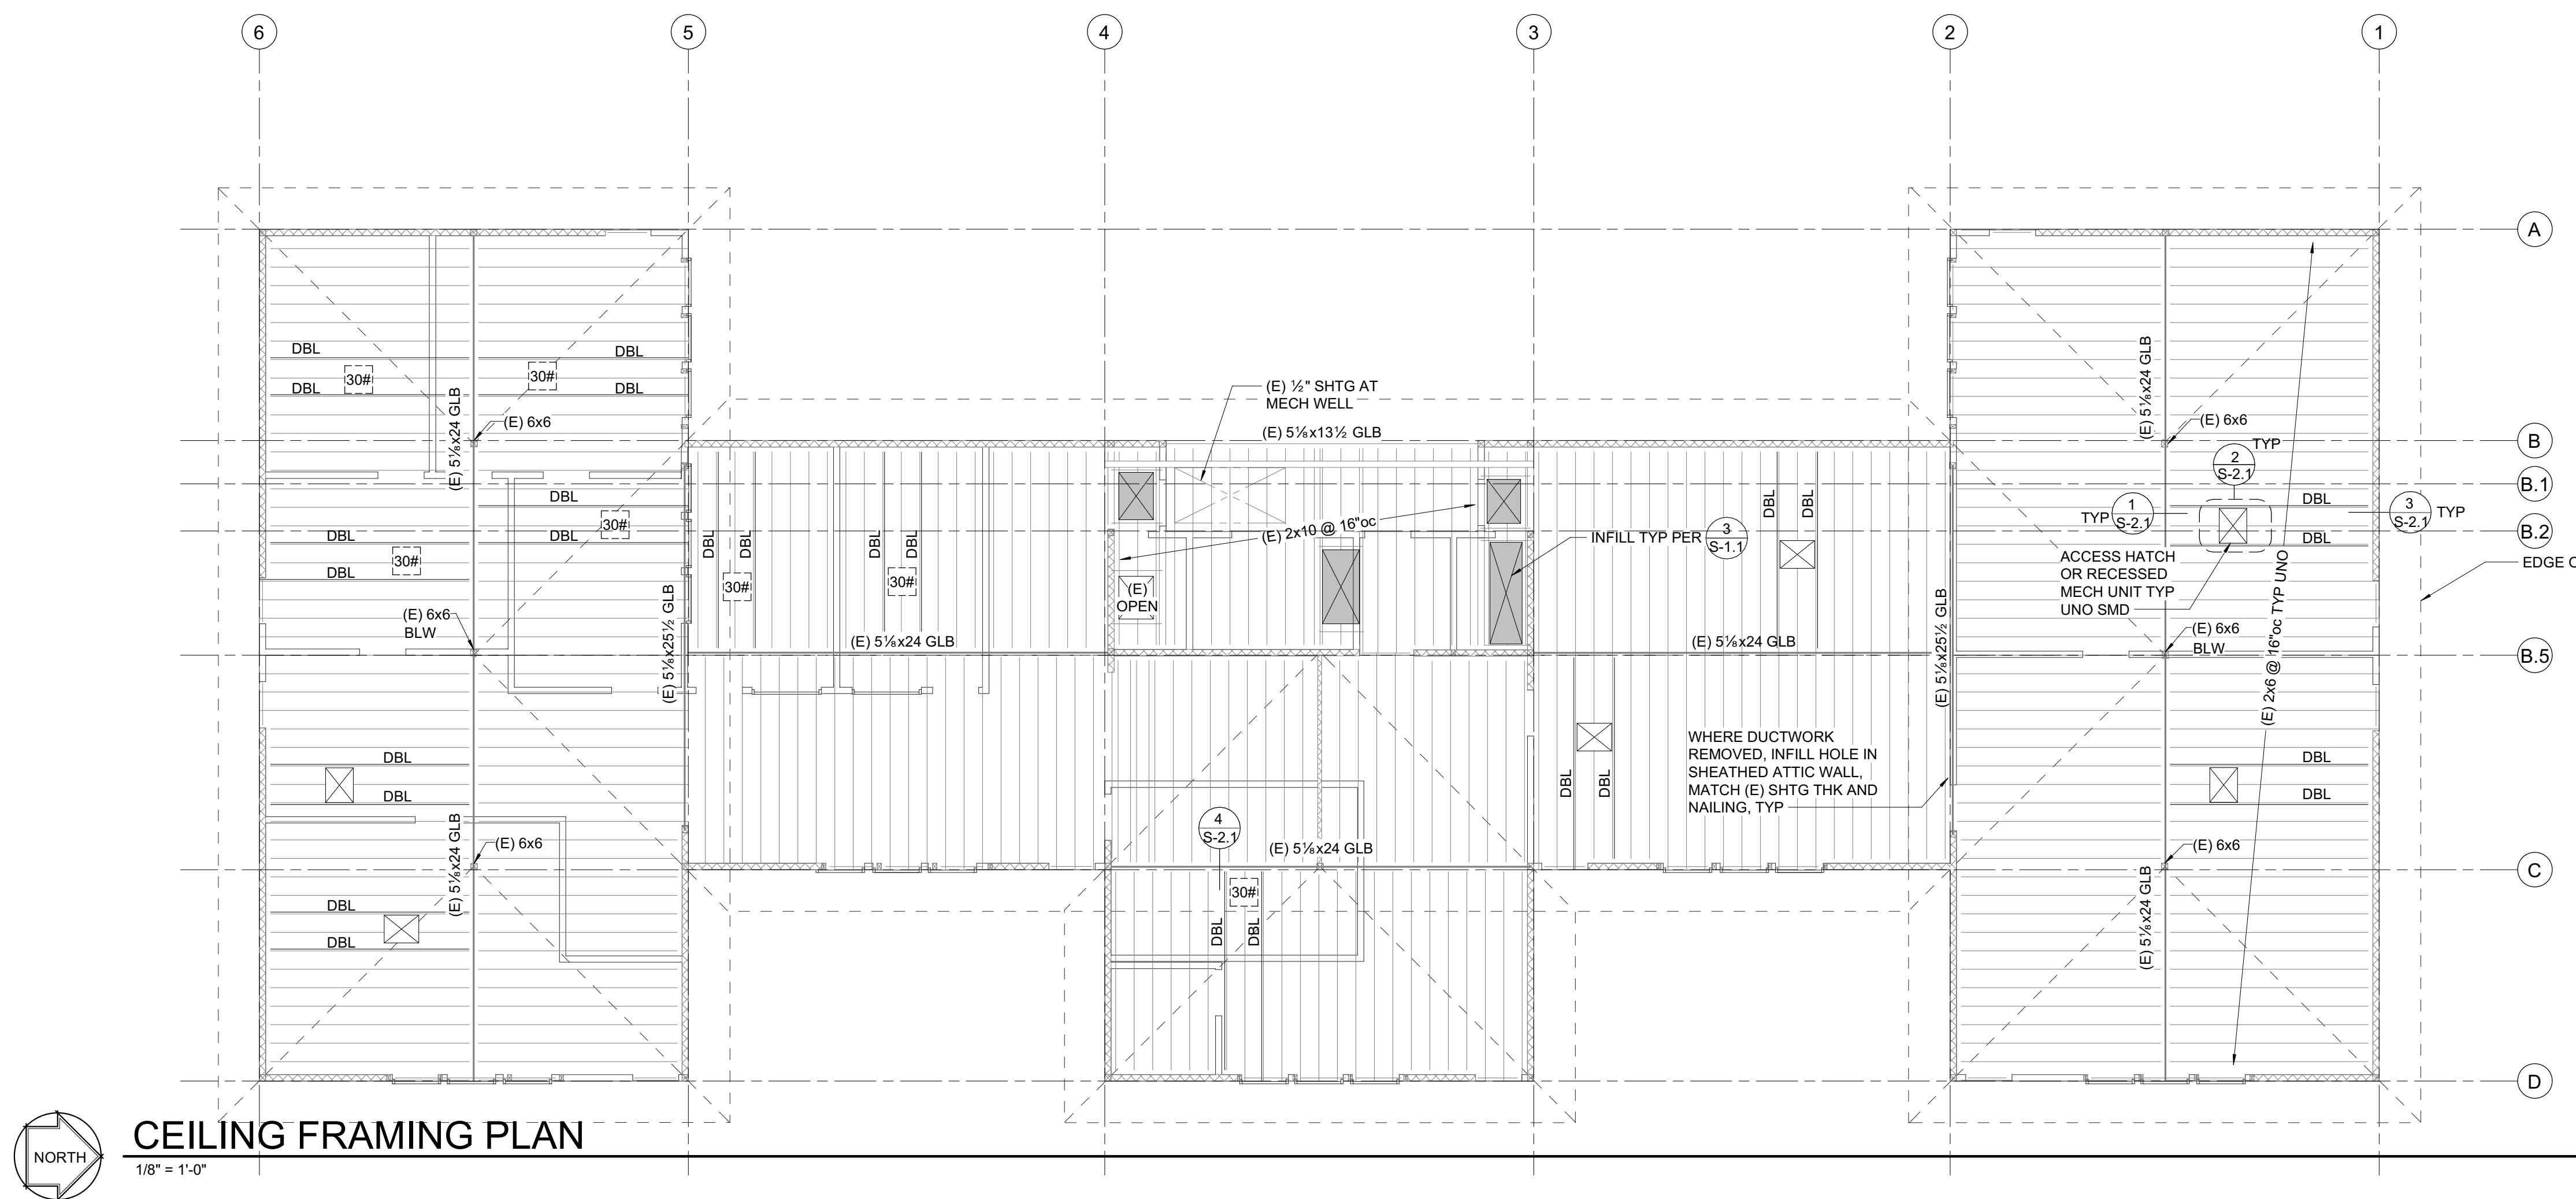 6
5
4
3
2
1
A
B
B.1
B.2
B.5
C
D
DBL
DBL
30#
30#
DBL
DBL
(E) 5⅛x24 GLB
(E) 6x6
DBL
30#
DBL
DBL
30#
DBL
(E) 6x6
BLW
(E) 5⅛x25½ GLB
DBL
DBL
(E) 5⅛x24 GLB
(E) 6x6
DBL
DBL
DBL
DBL
30#
DBL
DBL
30#
(E) 5⅛x24 GLB
(E) ½" SHTG AT
MECH WELL
(E) 5⅛x13½ GLB
(E) 2x10 @ 16"oc
(E)
OPEN
INFILL TYP PER
3
S-1.1
4
S-2.1
(E) 5⅛x24 GLB
30#
DBL
DBL
DBL
DBL
(E) 5⅛x24 GLB
DBL
DBL
WHERE DUCTWORK
REMOVED, INFILL HOLE IN
SHEATHED ATTIC WALL,
MATCH (E) SHTG THK AND
NAILING, TYP
(E) 5⅛x25½ GLB
(E) 5⅛x24 GLB
(E) 6x6
TYP
2
S-2.1
1
S-2.1
TYP
DBL
3
S-2.1
TYP
DBL
ACCESS HATCH
OR RECESSED
MECH UNIT TYP
UNO SMD
EDGE O
(E) 6x6
BLW
(E) 2x6 @ 16"oc TYP UNO
DBL
DBL
(E) 6x6
(E) 5⅛x24 GLB
NORTH
CEILING FRAMING PLAN
1/8" = 1'-0"